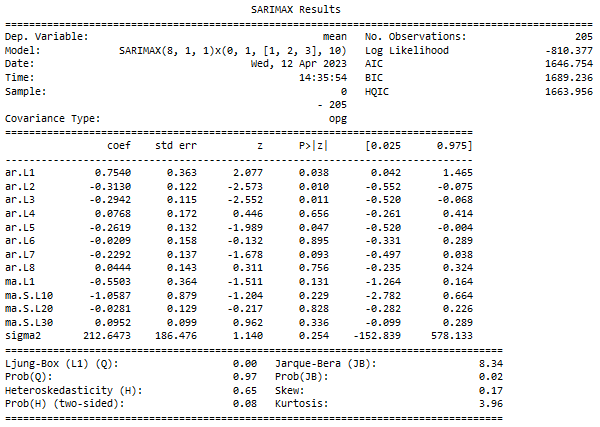 SARIMAX Results
==========================================================================================
Dep. Variable: mean No. Observations: 205
Model: SARIMAX(8, 1, 1)x(0, 1, [1, 2, 3], 10) Log Likelihood -810.377
Date: Wed, 12 Apr 2023 AIC 1646.754
Time: 14:35:54 BIC 1689.236
Sample: 0 HQIC 1663.956
- 205
Covariance Type: opg
==============================================================================
coef std err z P>|z| [0.025 0.975]
------------------------------------------------------------------------------
ar.L1 0.7540 0.363 2.077 0.038 0.042 1.465
ar.L2 -0.3130 0.122 -2.573 0.010 -0.552 -0.075
ar.L3 -0.2942 0.115 -2.552 0.011 -0.520 -0.068
ar.L4 0.0768 0.172 0.446 0.656 -0.261 0.414
ar.L5 -0.2619 0.132 -1.989 0.047 -0.520 -0.004
ar.L6 -0.0209 0.158 -0.132 0.895 -0.331 0.289
ar.L7 -0.2292 0.137 -1.678 0.093 -0.497 0.038
ar.L8 0.0444 0.143 0.311 0.756 -0.235 0.324
ma.L1 -0.5503 0.364 -1.511 0.131 -1.264 0.164
ma.S.L10 -1.0587 0.879 -1.204 0.229 -2.782 0.664
ma.S.L20 -0.0281 0.129 -0.217 0.828 -0.282 0.226
ma.S.L30 0.0952 0.099 0.962 0.336 -0.099 0.289
sigma2 212.6473 186.476 1.140 0.254 -152.839 578.133
===================================================================================
Ljung-Box (L1) (Q): 0.00 Jarque-Bera (JB): 8.34
Prob(Q): 0.97 Prob(JB): 0.02
Heteroskedasticity (H): 0.65 Skew: 0.17
Prob(H) (two-sided): 0.08 Kurtosis: 3.96
===================================================================================